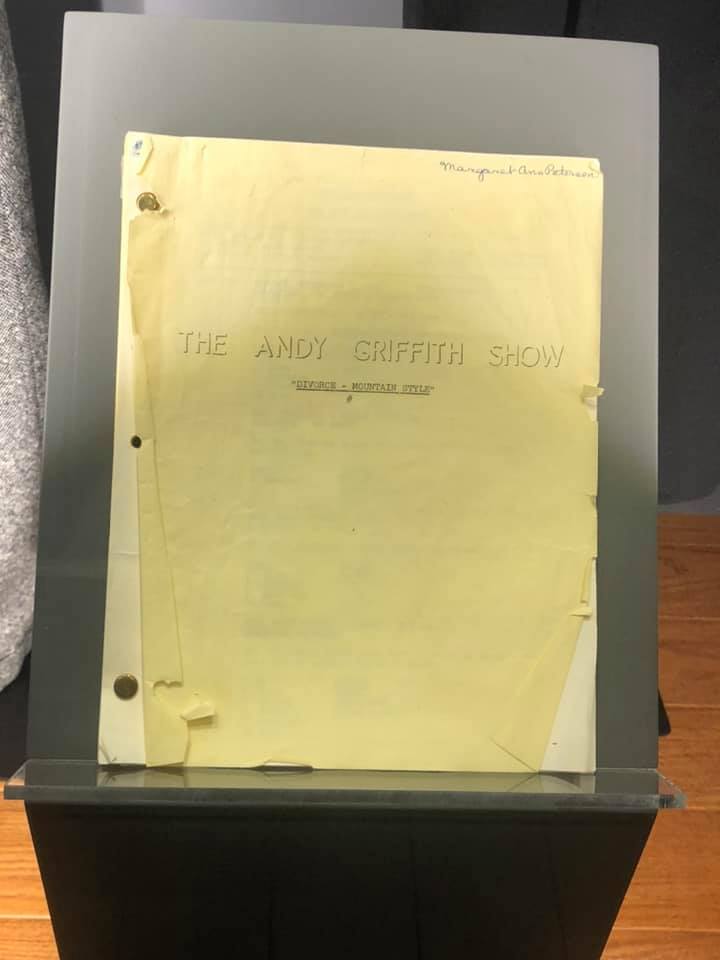 Margaret Ann Peterson
THE ANDY GRIFFITH SHOW
"DIVORCE - MOUNTAIN STYLE"
#